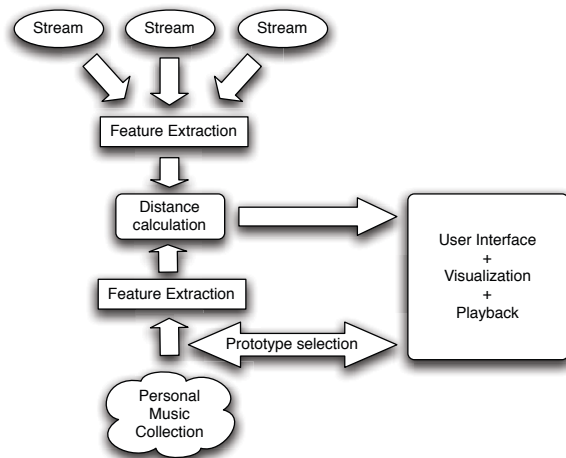 Stream
Stream
Stream
Feature Extraction
Distance
calculation
User Interface
+
Visualization
+
Playback
Feature Extraction
Prototype selection
Personal
Music
Collection